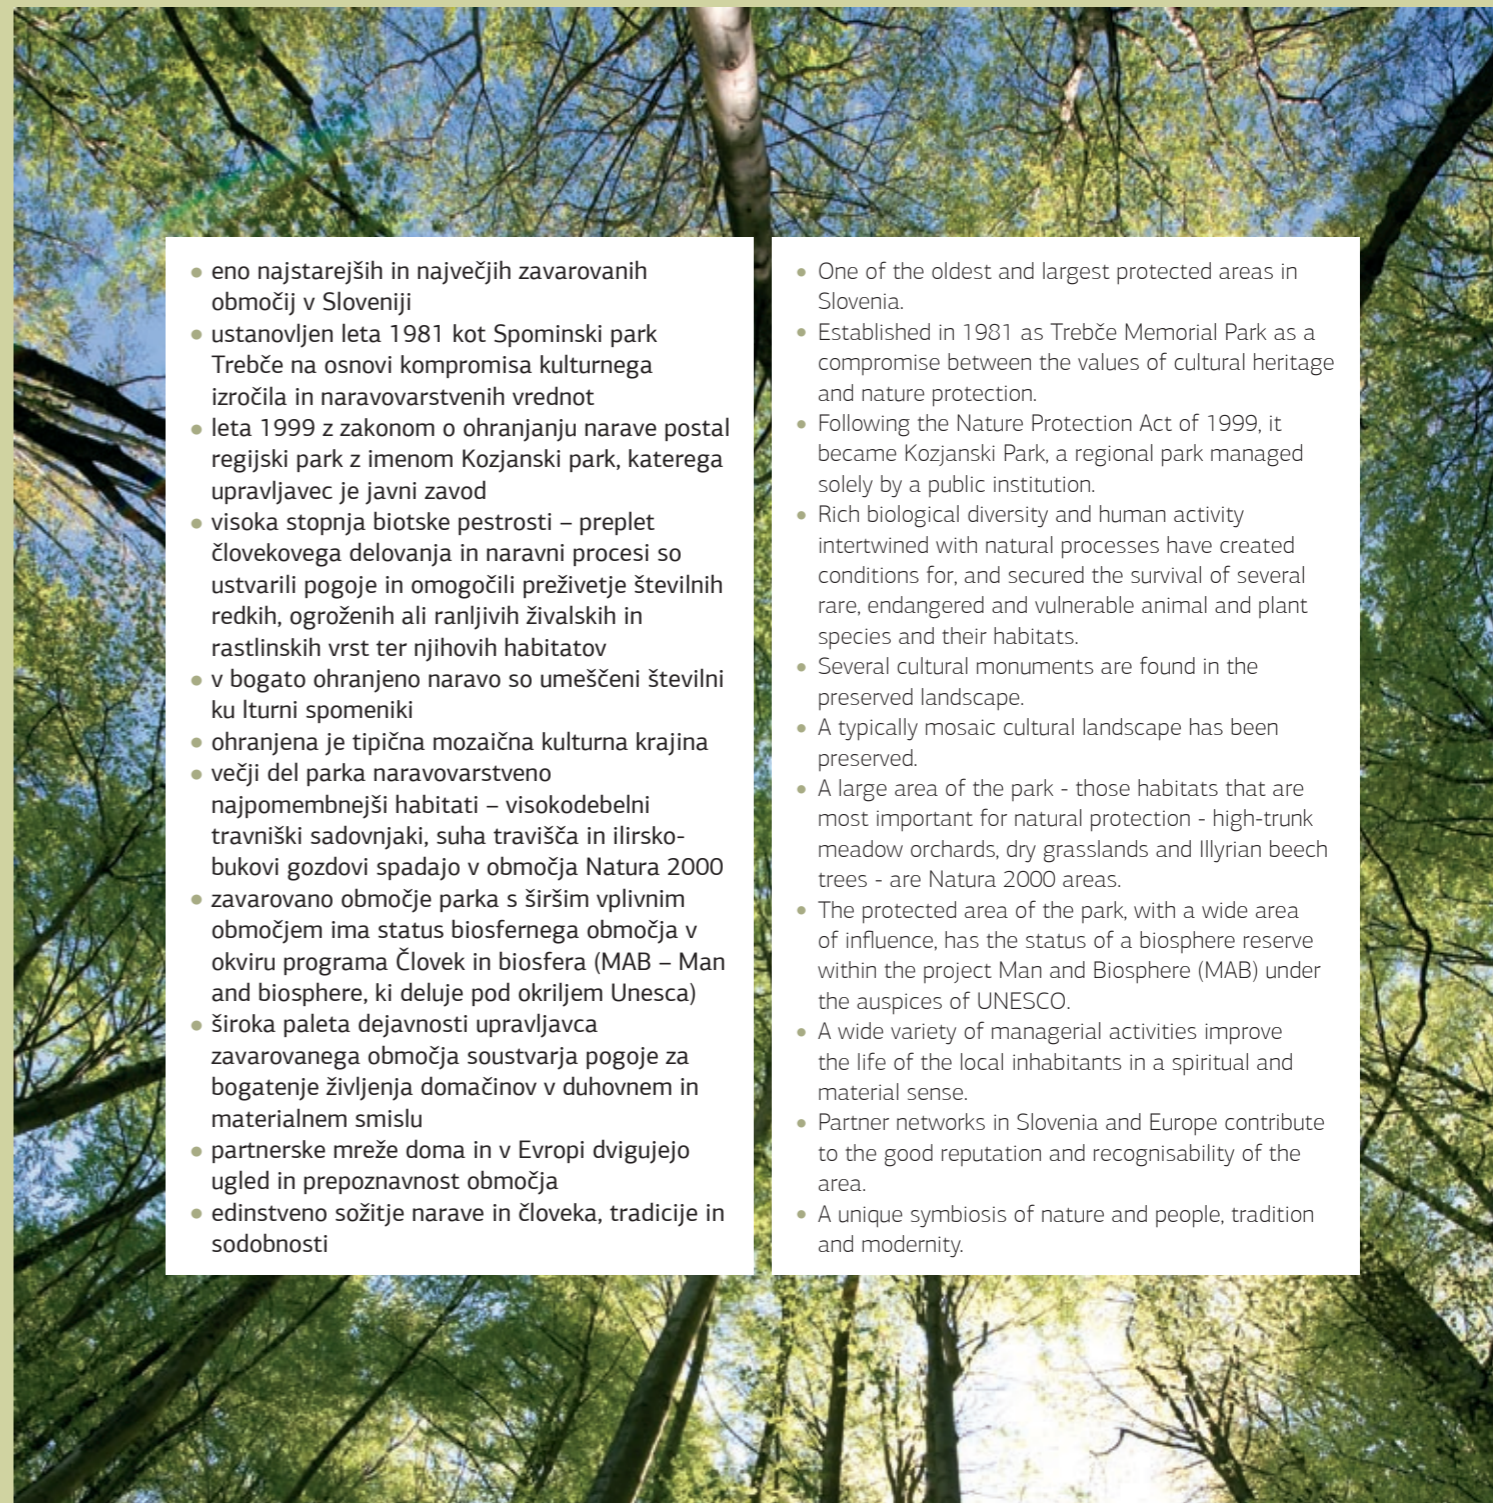 • eno najstarejših in največjih zavarovanih
območij v Sloveniji
• ustanovljen leta 1981 kot Spominski park
Trebče na osnovi kompromisa kulturnega
izročila in naravovarstvenih vrednot
• leta 1999 z zakonom o ohranjanju narave postal
regijski park z imenom Kozjanski park, katerega
upravljavec je javni zavod
• visoka stopnja biotske pestrosti – preplet
človekovega delovanja in naravni procesi so
ustvarili pogoje in omogočili preživetje številnih
redkih, ogroženih ali ranljivih živalskih in
rastlinskih vrst ter njihovih habitatov
• v bogato ohranjeno naravo so umeščeni številni
ku lturni spomeniki
• ohranjena je tipična mozaična kulturna krajina
• večji del parka naravovarstveno
najpomembnejši habitati – visokodebelni
travniški sadovnjaki, suha travišča in ilirsko-
bukovi gozdovi spadajo v območja Natura 2000
• zavarovano območje parka s širšim vplivnim
območjem ima status biosfernega območja v
okviru programa Človek in biosfera (MAB – Man
and biosphere, ki deluje pod okriljem Unesca)
• široka paleta dejavnosti upravljavca
zavarovanega območja soustvarja pogoje za
bogatenje življenja domačinov v duhovnem in
materialnem smislu
• partnerske mreže doma in v Evropi dvigujejo
ugled in prepoznavnost območja
• edinstveno sožitje narave in človeka, tradicije in
sodobnosti
• One of the oldest and largest protected areas in
Slovenia.
• Established in 1981 as Trebče Memorial Park as a
compromise between the values of cultural heritage
and nature protection.
• Following the Nature Protection Act of 1999, it
became Kozjanski Park, a regional park managed
solely by a public institution.
• Rich biological diversity and human activity
intertwined with natural processes have created
conditions for, and secured the survival of several
rare, endangered and vulnerable animal and plant
species and their habitats.
• Several cultural monuments are found in the
preserved landscape.
• A typically mosaic cultural landscape has been
preserved.
• A large area of the park - those habitats that are
most important for natural protection - high-trunk
meadow orchards, dry grasslands and Illyrian beech
trees - are Natura 2000 areas.
• The protected area of the park, with a wide area
of influence, has the status of a biosphere reserve
within the project Man and Biosphere (MAB) under
the auspices of UNESCO.
• A wide variety of managerial activities improve
the life of the local inhabitants in a spiritual and
material sense.
• Partner networks in Slovenia and Europe contribute
to the good reputation and recognisability of the
area.
• A unique symbiosis of nature and people, tradition
and modernity.